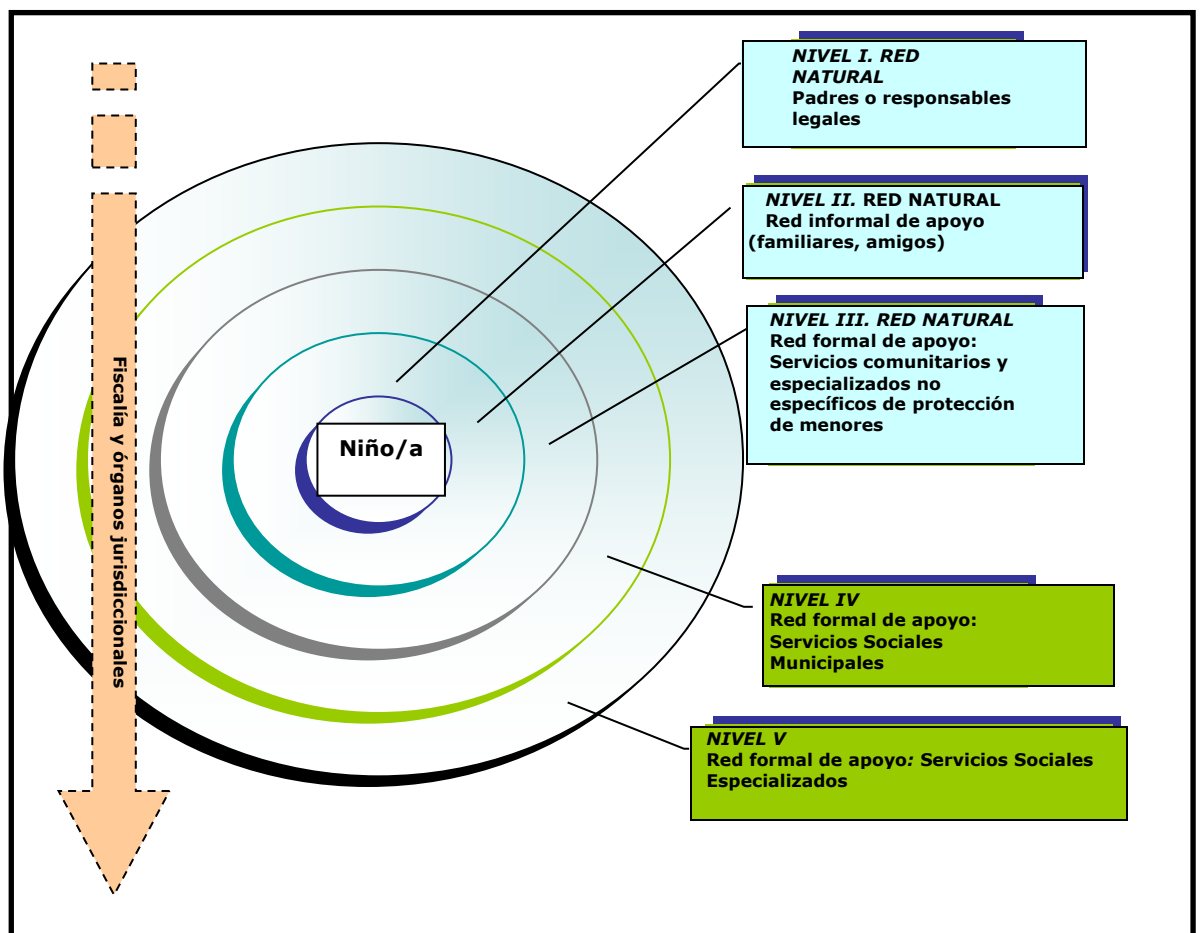 NIVEL I. RED
NATURAL
Padres o responsables
legales
NIVEL II. RED NATURAL
Red informal de apoyo
(familiares, amigos)
NIVEL III. RED NATURAL
Red formal de apoyo:
Servicios comunitarios y
especializados no
específicos de protección
de menores
Niño/a
Fiscalía y órganos jurisdiccionales
NIVEL IV
Red formal de apoyo:
Servicios Sociales
Municipales
NIVEL V
Red formal de apoyo: Servicios Sociales
Especializados